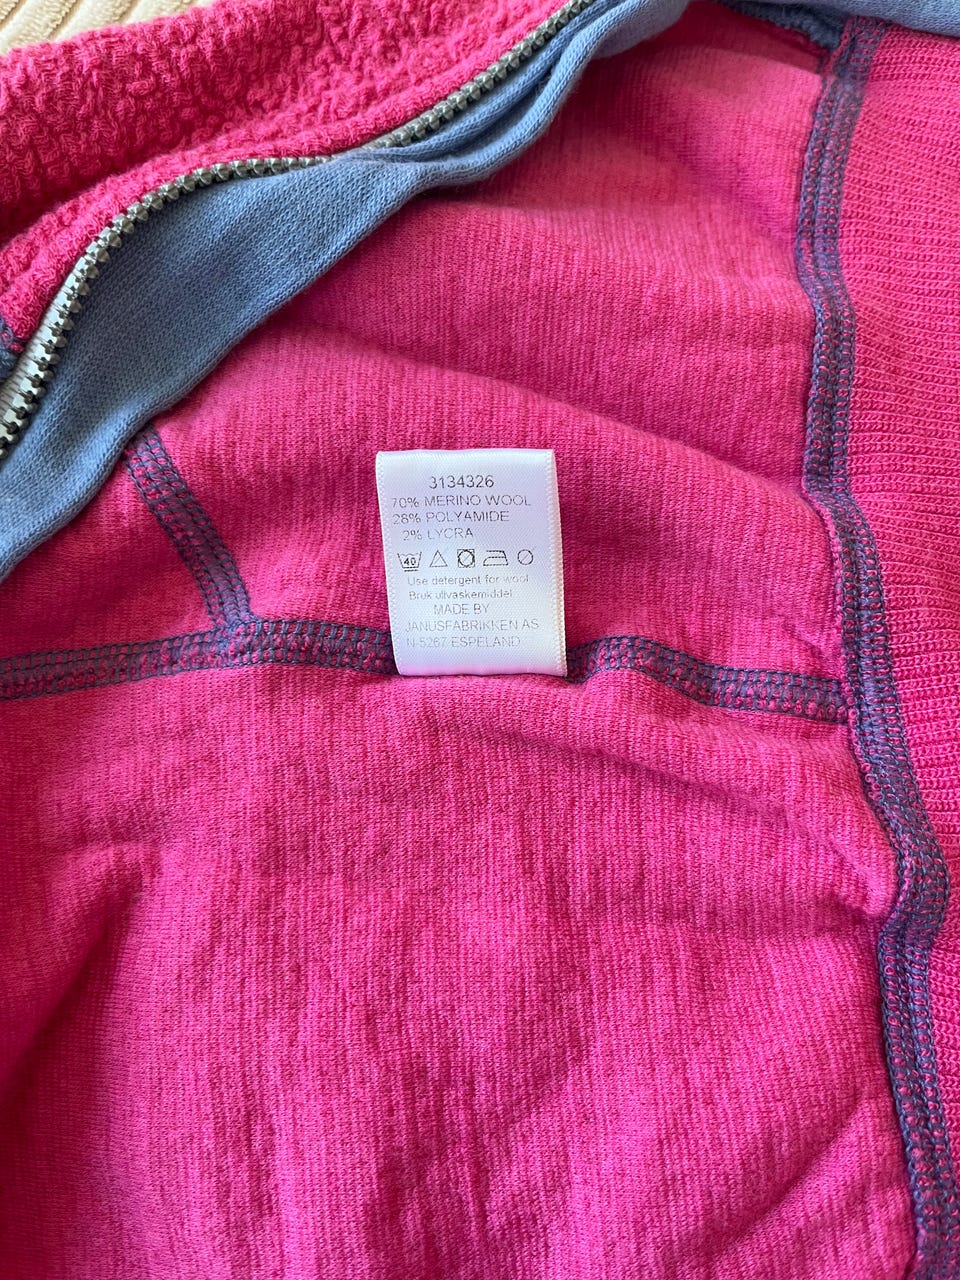 3134326
70% MERINO WOOL
28% POLYAMIDE
2% LYCRA
40
Use detergent for wool
Bruk ullvaskemiddel
MADE BY
JANUSFABRIKKEN AS
N-5267 ESPELAND